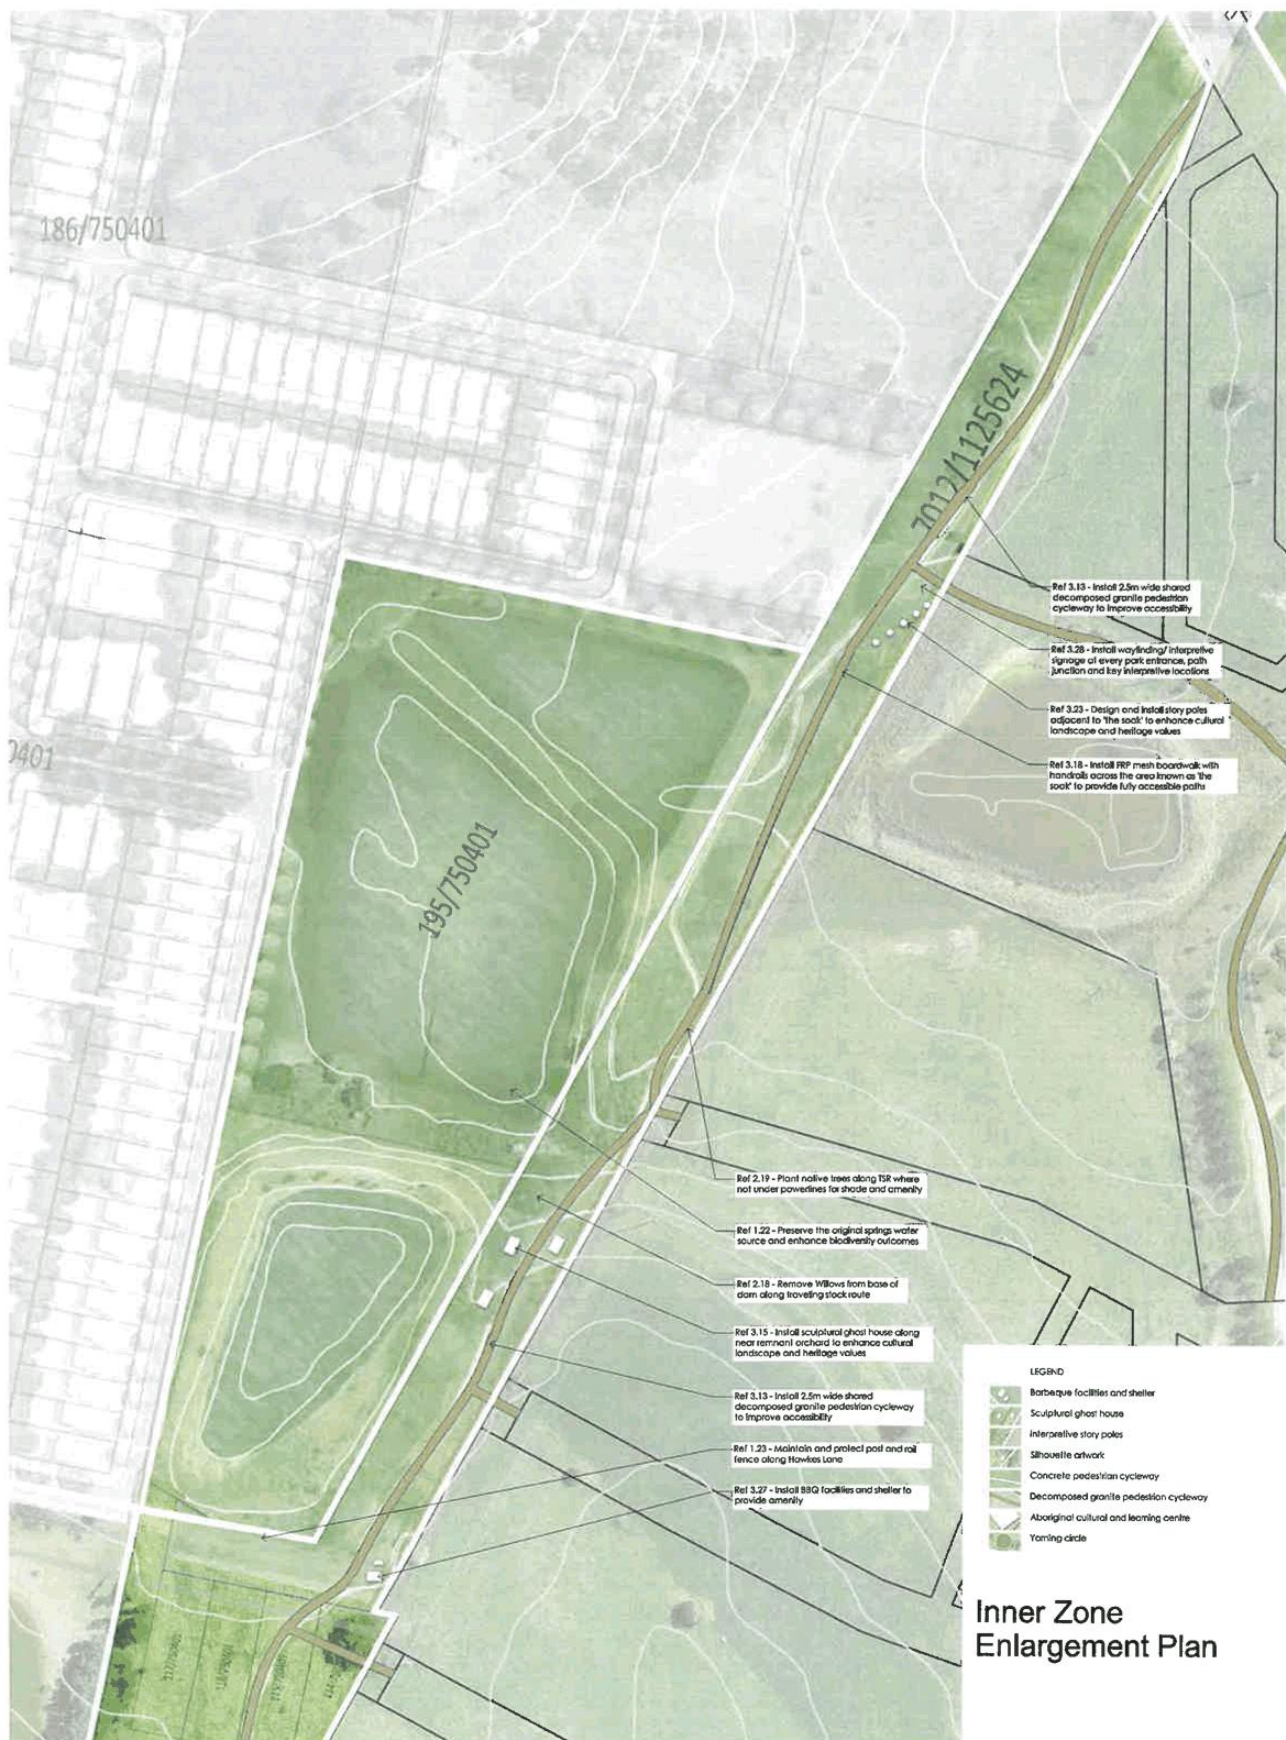 186/750401
7012/1125624
195/750401
Ref 3.13 - Install 2.5m wide shared
decomposed granite pedestrian
cycleway to improve accessibility
Ref 3.28 - Install wayfinding/ interpretive
signage at every park entrance, path
junction and key interpretive locations
Ref 3.23 - Design and install story poles
adjacent to 'the soak' to enhance cultural
landscape and heritage values
Ref 3.18 - Install FRP mesh boardwalk with
handrails across the area known as 'the
soak' to provide fully accessible paths
Ref 2.19 - Plant native trees along TSR where
not under powerlines for shade and amenity
Ref 1.22 - Preserve the original springs water
source and enhance biodiversity outcomes
Ref 2.18 - Remove Willows from base of
dam along traveling stock route
Ref 3.15 - Install sculptural ghost house along
near remnant orchard to enhance cultural
landscape and heritage values
Ref 3.13 - Install 2.5m wide shared
decomposed granite pedestrian cycleway
to improve accessibility
Ref 1.23 - Maintain and protect post and rail
fence along Hawkes Lane
Ref 3.27 - Install BBQ facilities and shelter to
provide amenity
LEGEND
Barbeque facilities and shelter
Sculptural ghost house
Interpretive story poles
Silhouette artwork
Concrete pedestrian cycleway
Decomposed granite pedestrian cycleway
Aboriginal cultural and learning centre
Yarning circle
Inner Zone
Enlargement Plan